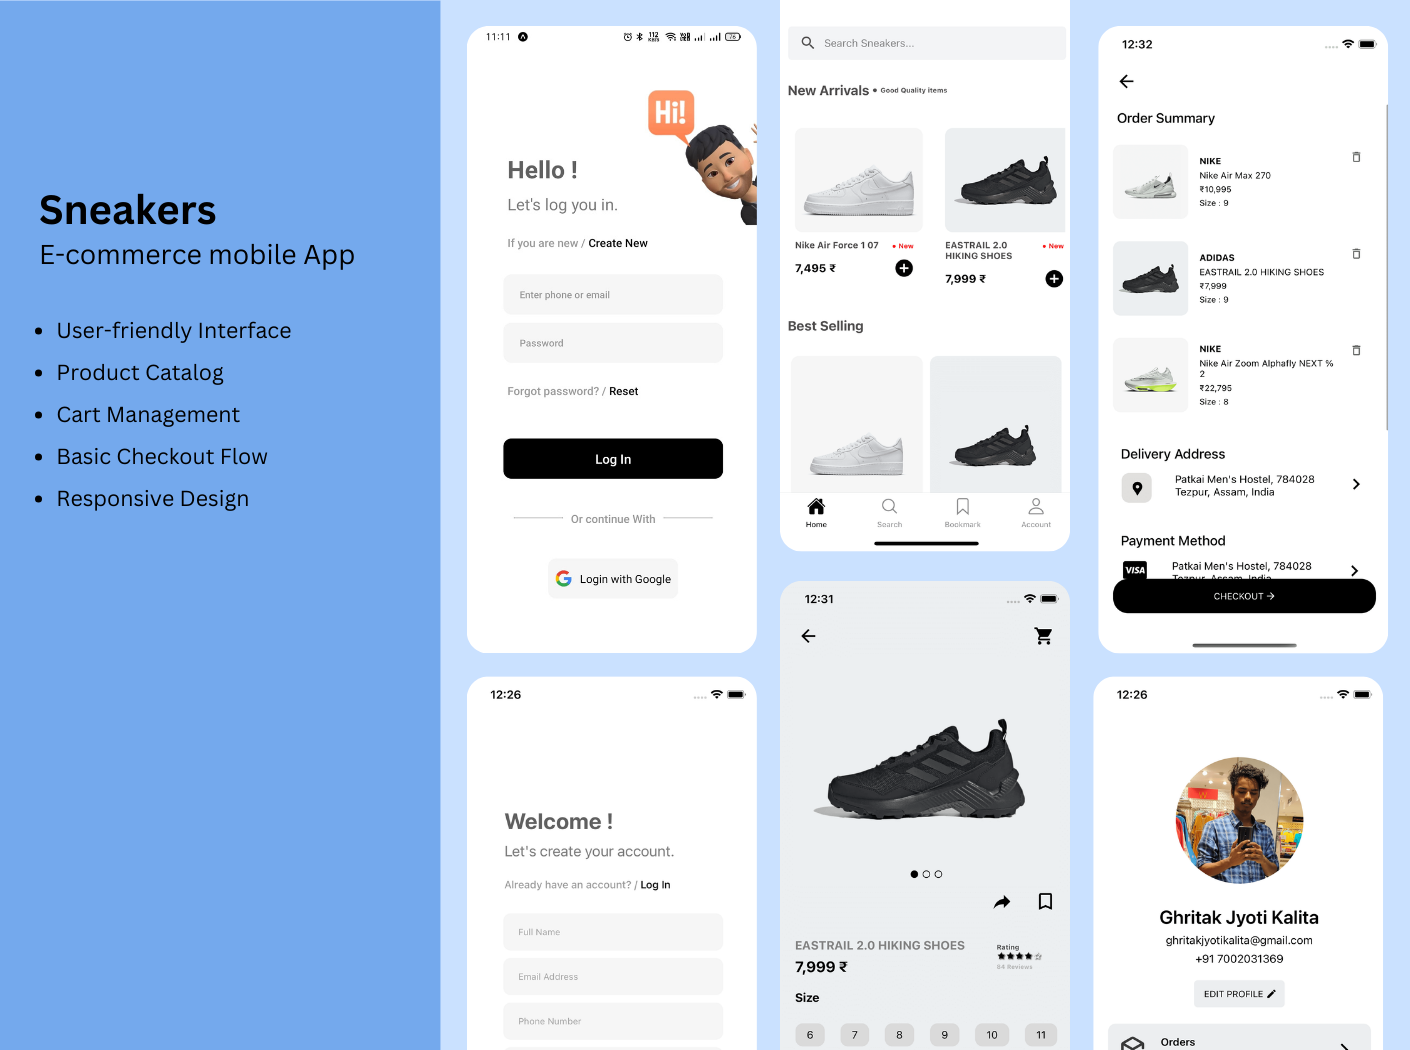 Sneakers
E-commerce mobile App
User-friendly Interface
Product Catalog
Cart Management
Basic Checkout Flow
Responsive Design
11:11
112
KB/S
76
Hi!
Hello !
Let's log you in.
If you are new / Create New
Enter phone or email
Password
Forgot password? / Reset
Log In
Or continue With
Login with Google
12:26
Welcome !
Let's create your account.
Already have an account? / Log In
Full Name
Email Address
Phone Number
Search Sneakers...
New Arrivals • Good Quality items
Nike Air Force 1 07
• New
7,495 ₹
EASTRAIL 2.0
HIKING SHOES
• New
7,999 ₹
Best Selling
Home
Search
Bookmark
Account
12:31
EASTRAIL 2.0 HIKING SHOES
7,999 ₹
Rating
64 Reviews
Size
6 7 8 9 10 11
12:32
Order Summary
NIKE
Nike Air Max 270
₹10,995
Size : 9
ADIDAS
EASTRAIL 2.0 HIKING SHOES
₹7,999
Size : 9
NIKE
Nike Air Zoom Alphafly NEXT %
2
₹22,795
Size : 8
Delivery Address
Patkai Men's Hostel, 784028
Tezpur, Assam, India
Payment Method
VISA
Patkai Men's Hostel, 784028
Tezpur, Assam, India
CHECKOUT →
12:26
Ghritak Jyoti Kalita
ghritakjyotikalita@gmail.com
+91 7002031369
EDIT PROFILE
Orders